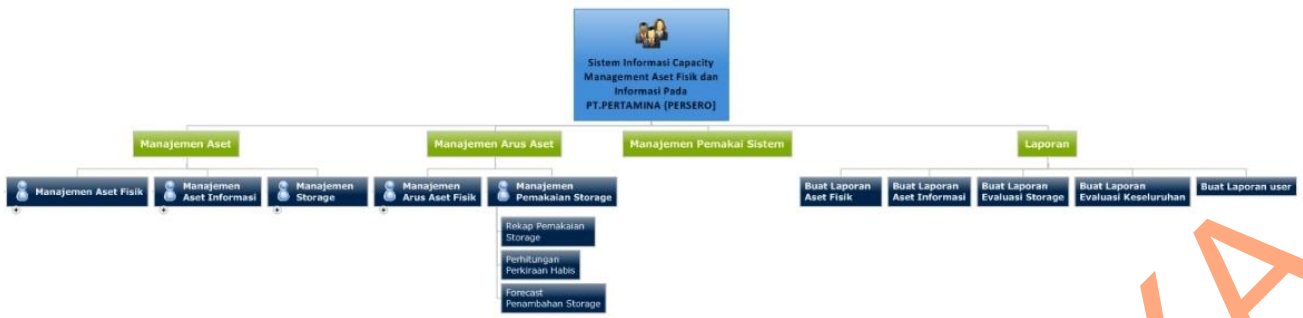 Sistem Informasi Capacity
Management Aset Fisik dan
Informasi Pada
PT.PERTAMINA [PERSERO]
Manajemen Aset
Manajemen Arus Aset
Manajemen Pemakai Sistem
Laporan
Manajemen Aset Fisik
Manajemen
Aset Informasi
Manajemen
Storage
Manajemen
Arus Aset Fisik
Manajemen
Pemakaian Storage
Rekap Pemakaian
Storage
Perhitungan
Perkiraan Habis
Forecast
Penambahan Storage
Buat Laporan
Aset Fisik
Buat Laporan
Aset Informasi
Buat Laporan
Evaluasi Storage
Buat Laporan
Evaluasi Keseluruhan
Buat Laporan user